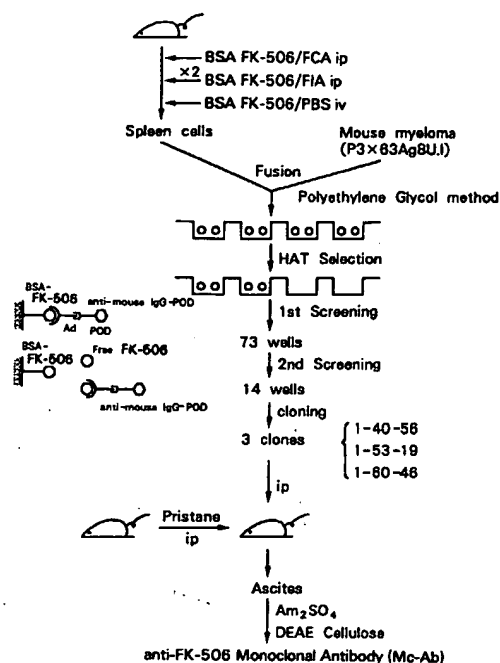 BSA FK-506/FCA ip
×2
BSA FK-506/FIA ip
BSA FK-506/PBS iv
Spleen cells
Mouse myeloma
(P3×63Ag8U.I)
Fusion
Polyethylene Glycol method
HAT Selection
BSA-
FK-506
anti-mouse IgG-POD
Ad
POD
1st Screening
BSA-
FK-506
Free FK-506
73 wells
2nd Screening
anti-mouse IgG-POD
14 wells
cloning
3 clones
1-40-56
1-53-19
1-60-46
ip
Pristane
ip
Ascites
Am2SO4
DEAE Cellulose
anti-FK-506 Monoclonal Antibody (Mc-Ab)